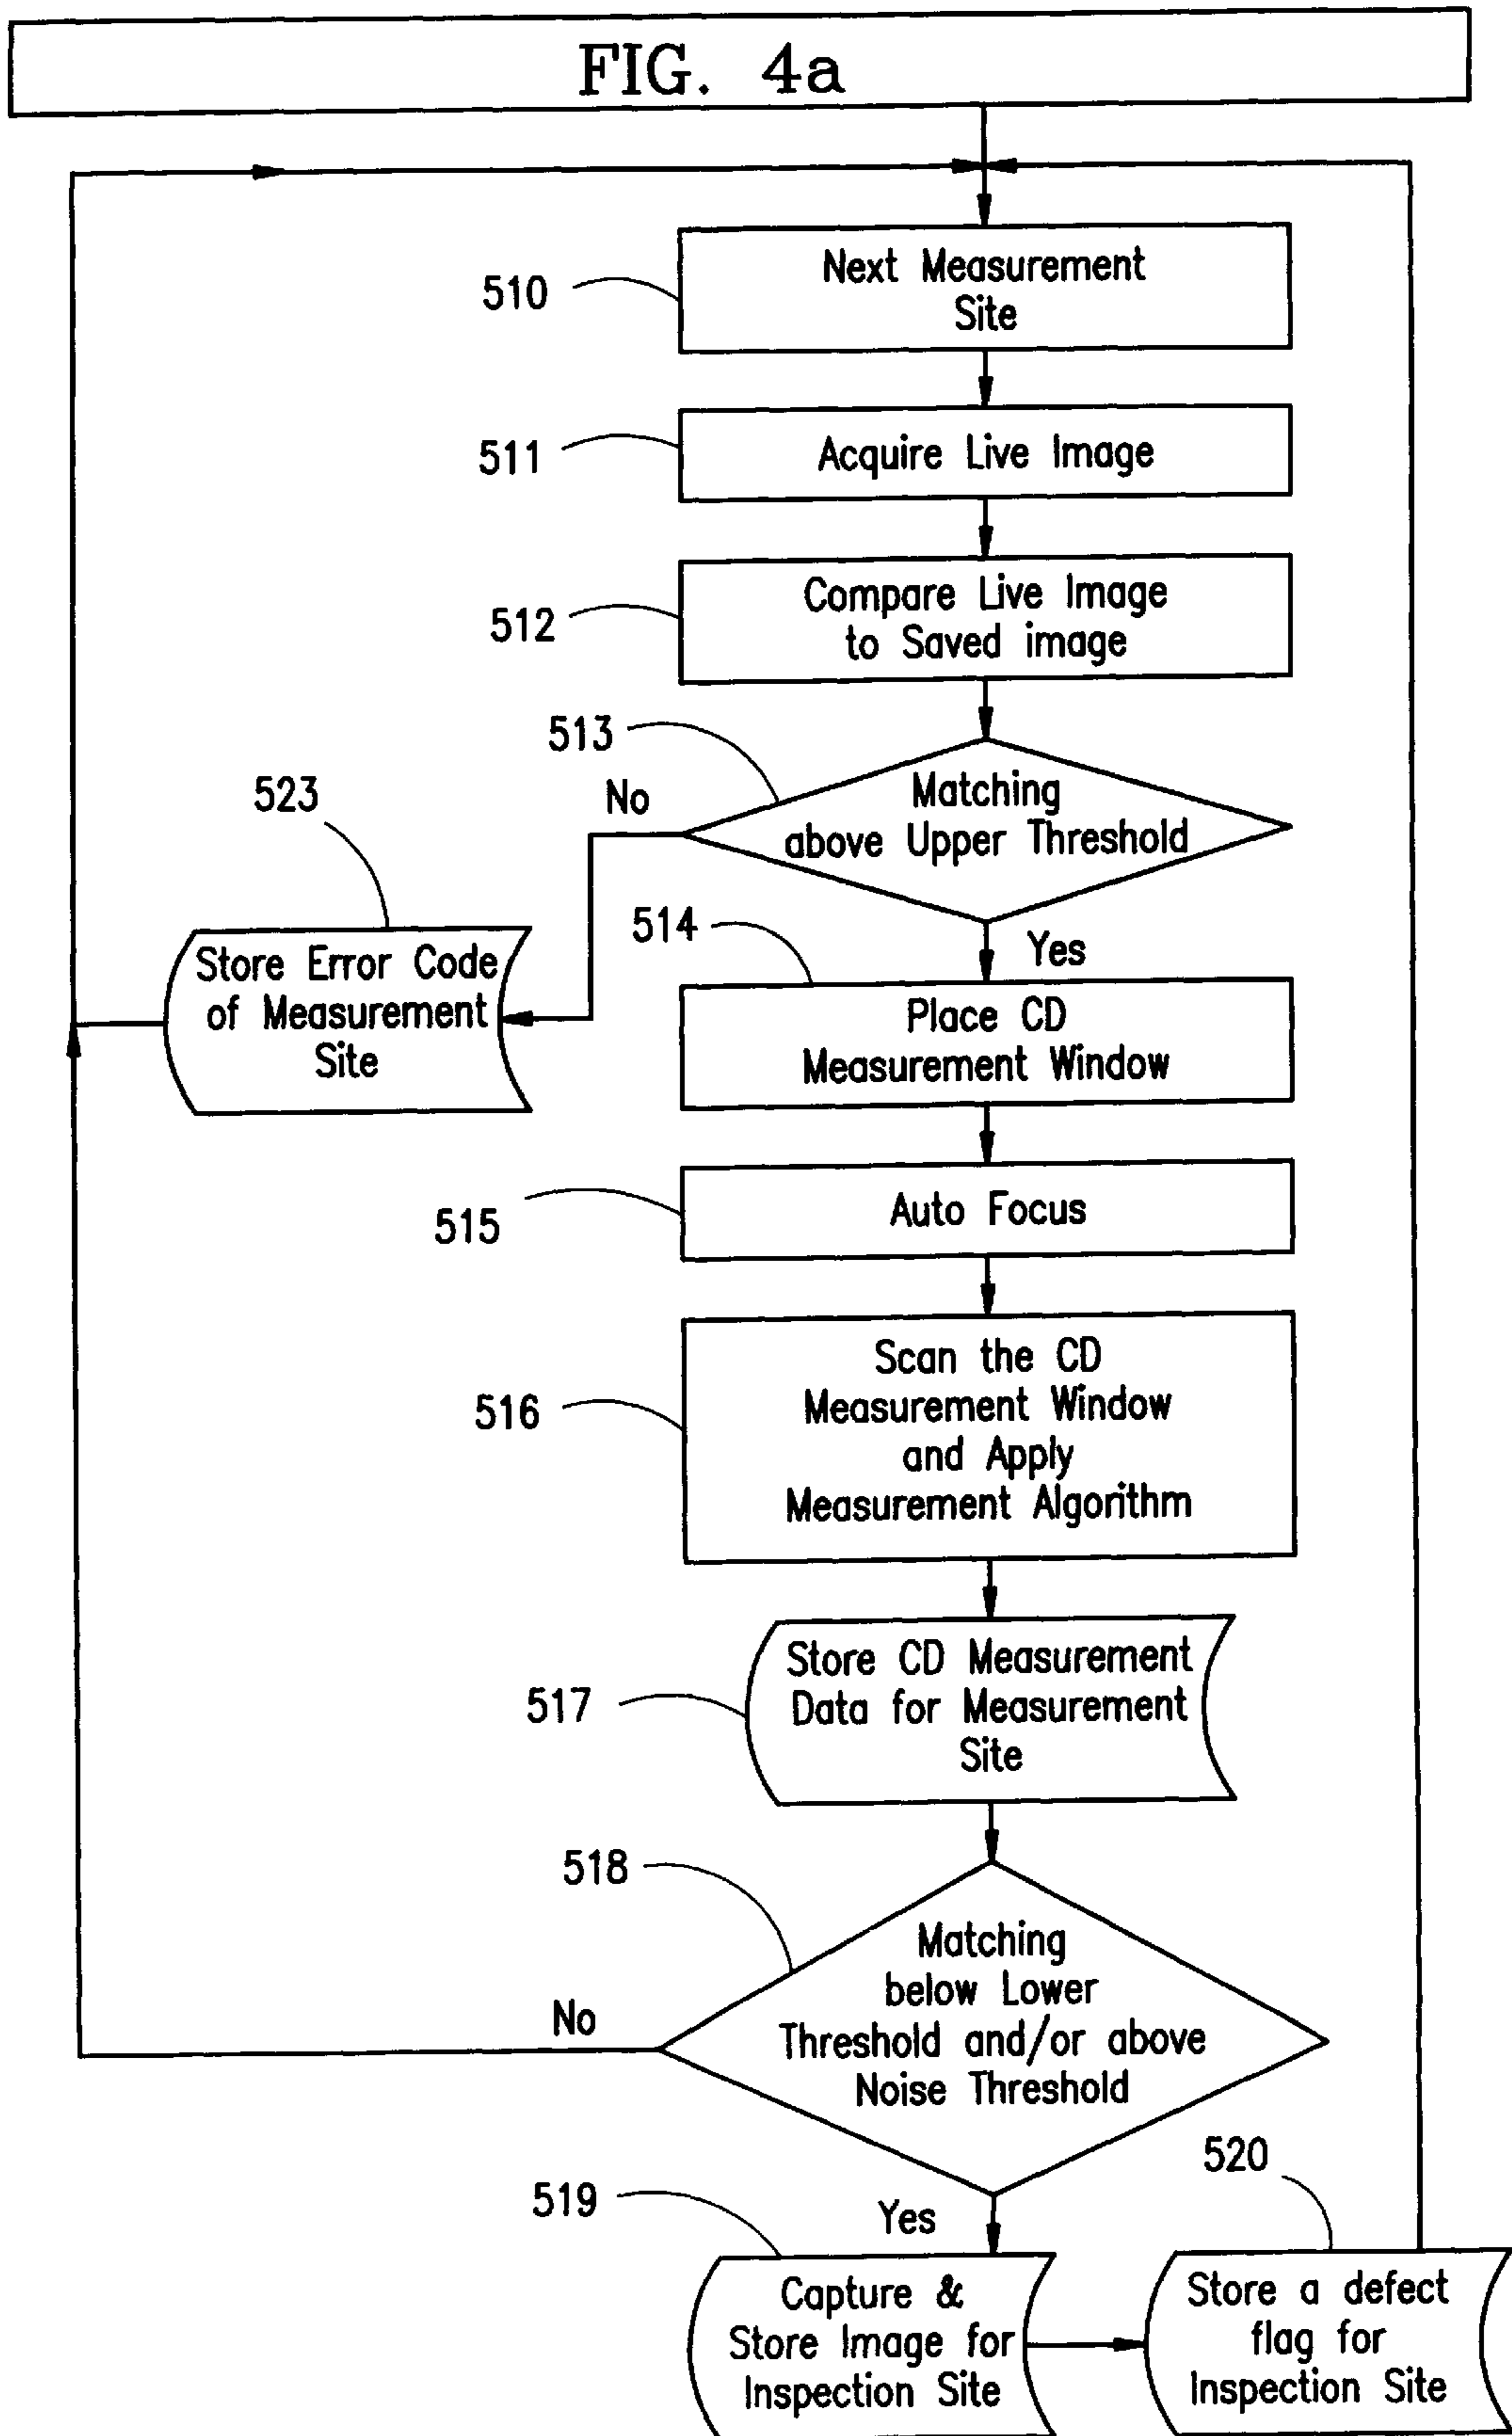 FIG. 4a
510
Next Measurement
Site
511
Acquire Live Image
512
Compare Live Image
to Saved image
513
Matching
above Upper Threshold
No
Yes
523
Store Error Code
of Measurement
Site
514
Place CD
Measurement Window
515
Auto Focus
516
Scan the CD
Measurement Window
and Apply
Measurement Algorithm
517
Store CD Measurement
Data for Measurement
Site
518
Matching
below Lower
Threshold and/or above
Noise Threshold
No
Yes
519
Capture &
Store Image for
Inspection Site
520
Store a defect
flag for
Inspection Site